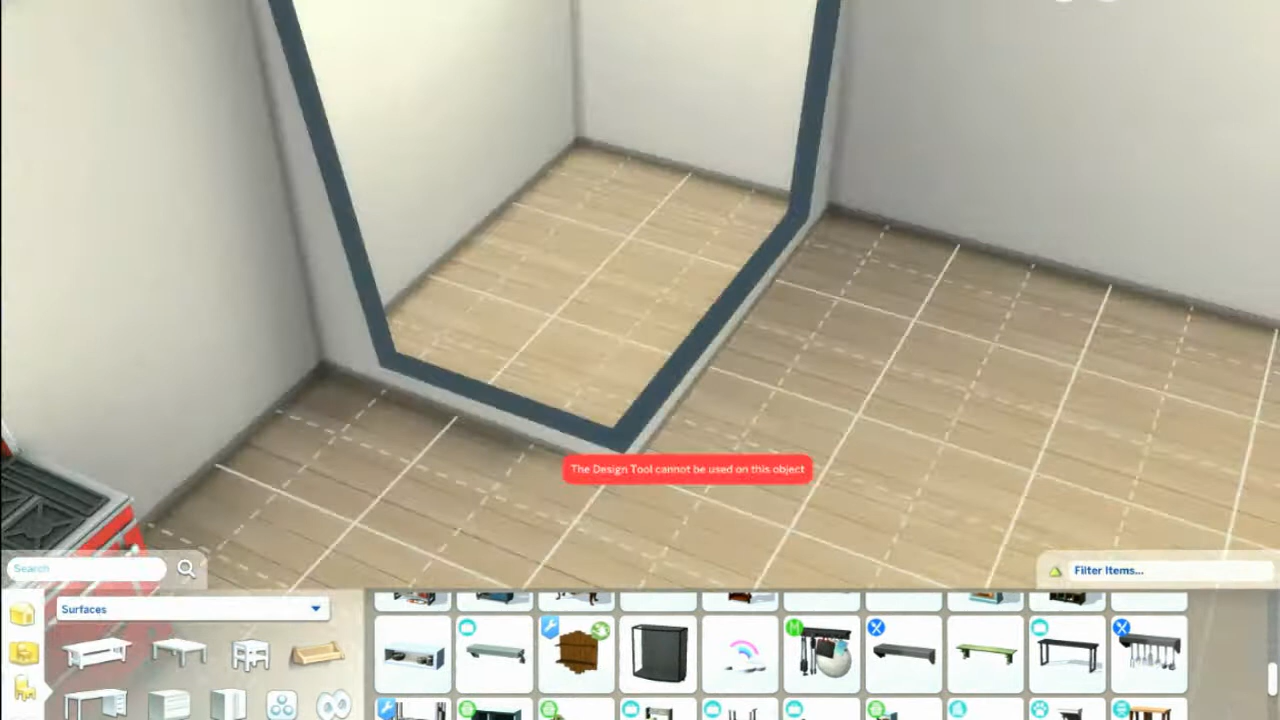 The Design Tool cannot be used on this object
Search
Filter Items...
Surfaces